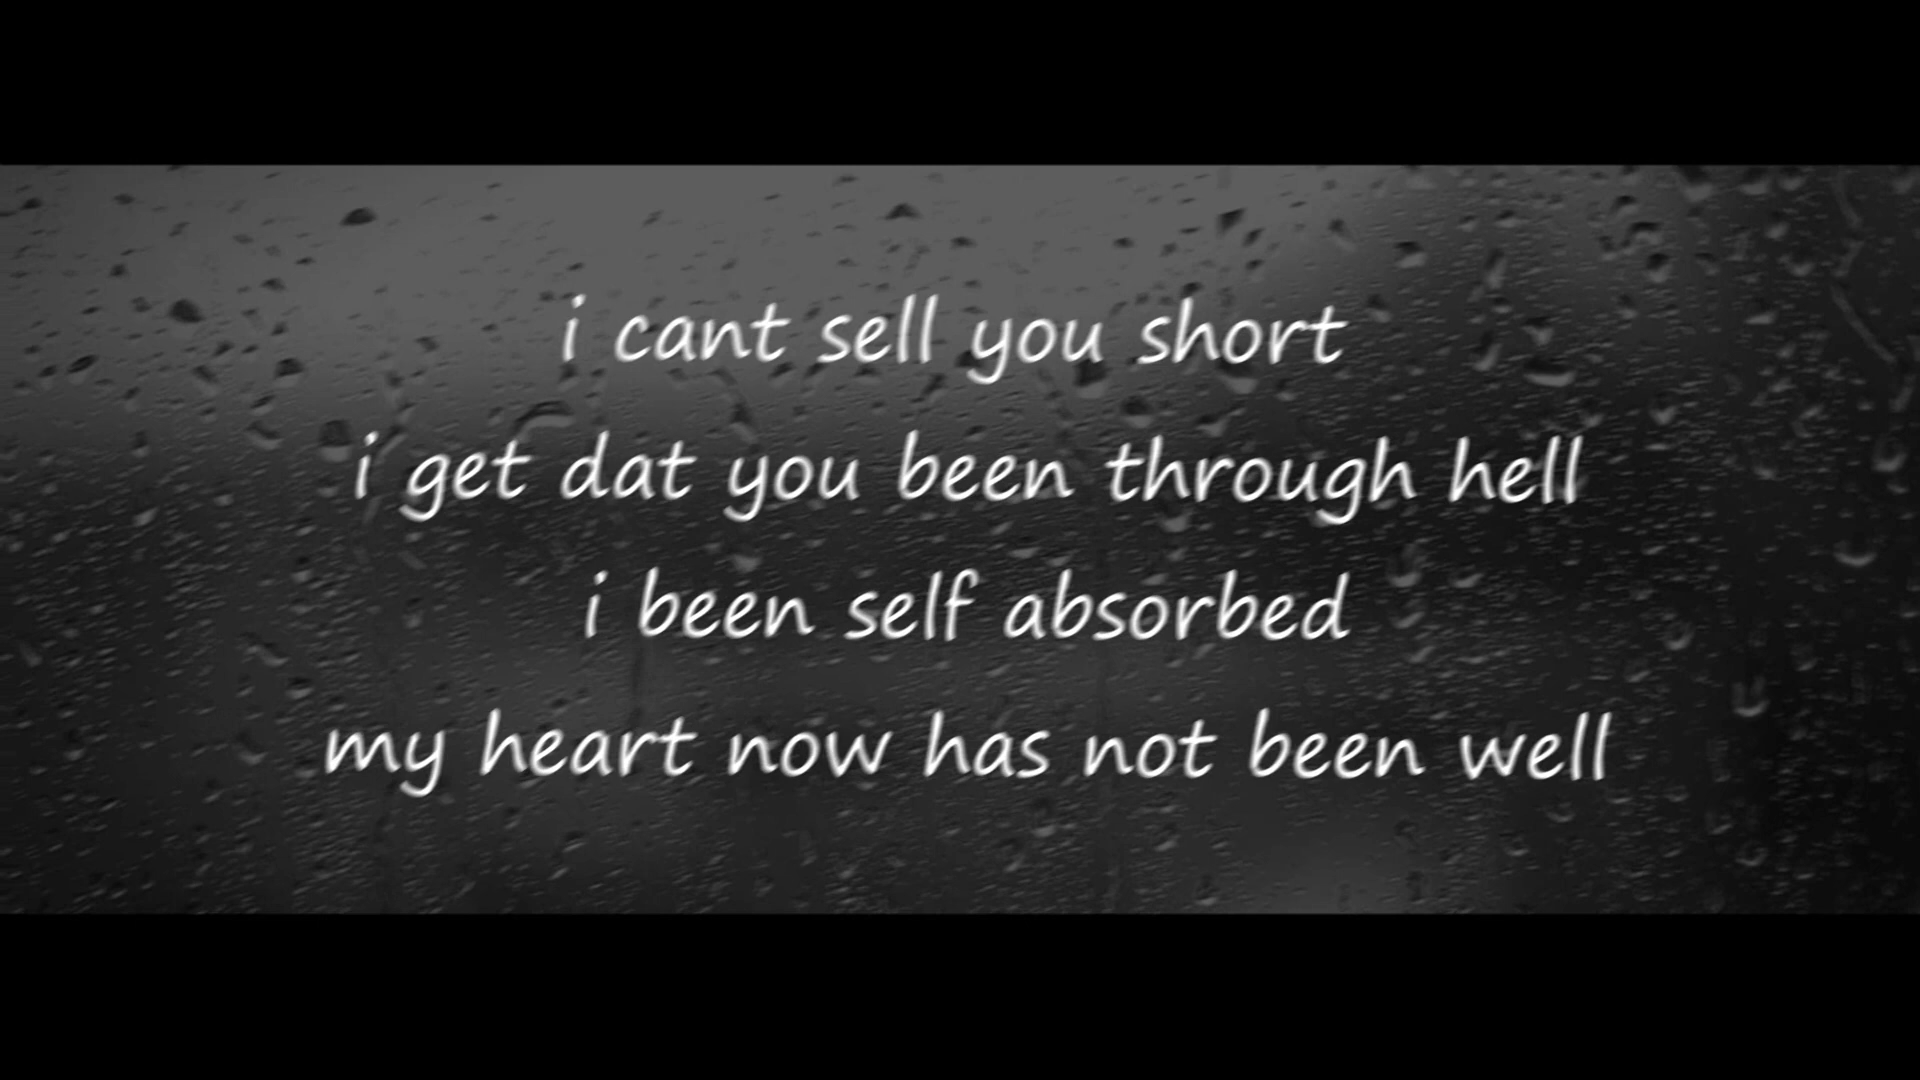 i cant sell you short
i get dat you been through hell
i been self absorbed
my heart now has not been well